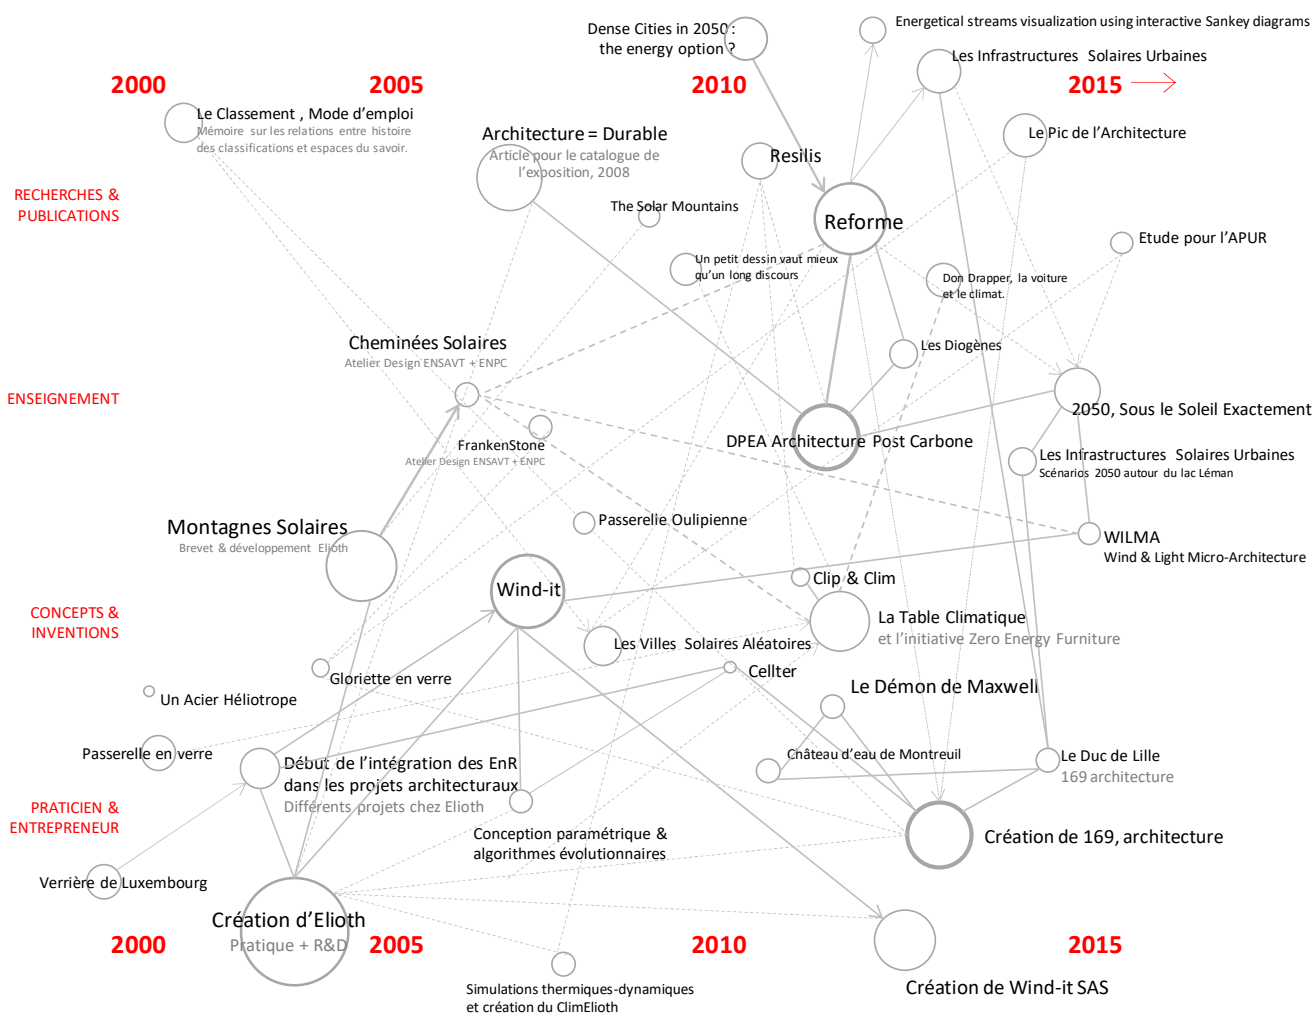 Dense Cities in 2050 :
the energy option ?
Energetical streams visualization using interactive Sankey diagrams
Les Infrastructures Solaires Urbaines
2000
2005
2010
2015
Le Classement , Mode d'emploi
Mémoire sur les relations entre histoire
des classifications et espaces du savoir.
Architecture = Durable
Article pour le catalogue de
l'exposition, 2008
Resilis
Le Pic de l'Architecture
RECHERCHES &
PUBLICATIONS
The Solar Mountains
Reforme
Etude pour l'APUR
Un petit dessin vaut mieux
qu'un long discours
Don Drapper, la voiture
et le climat.
Cheminées Solaires
Atelier Design ENSAVT + ENPC
Les Diogènes
ENSEIGNEMENT
2050, Sous le Soleil Exactement
FrankenStone
Atelier Design ENSAVT + ENPC
DPEA Architecture Post Carbone
Les Infrastructures Solaires Urbaines
Scénarios 2050 autour du lac Léman
Montagnes Solaires
Brevet & développement Elioth
Passerelle Oulipienne
WILMA
Wind & Light Micro-Architecture
Wind-it
Clip & Clim
CONCEPTS &
INVENTIONS
La Table Climatique
et l'initiative Zero Energy Furniture
Les Villes Solaires Aléatoires
Gloriette en verre
Cellter
Un Acier Héliotrope
Le Démon de Maxwell
Passerelle en verre
Début de l'intégration des EnR
dans les projets architecturaux
Différents projets chez Elioth
Château d'eau de Montreuil
Le Duc de Lille
169 architecture
PRATICIEN &
ENTREPRENEUR
Conception paramétrique &
algorithmes évolutionnaires
Création de 169, architecture
Verrière de Luxembourg
Création d'Elioth
Pratique + R&D
2000
2005
2010
2015
Simulations thermiques-dynamiques
et création du ClimElioth
Création de Wind-it SAS